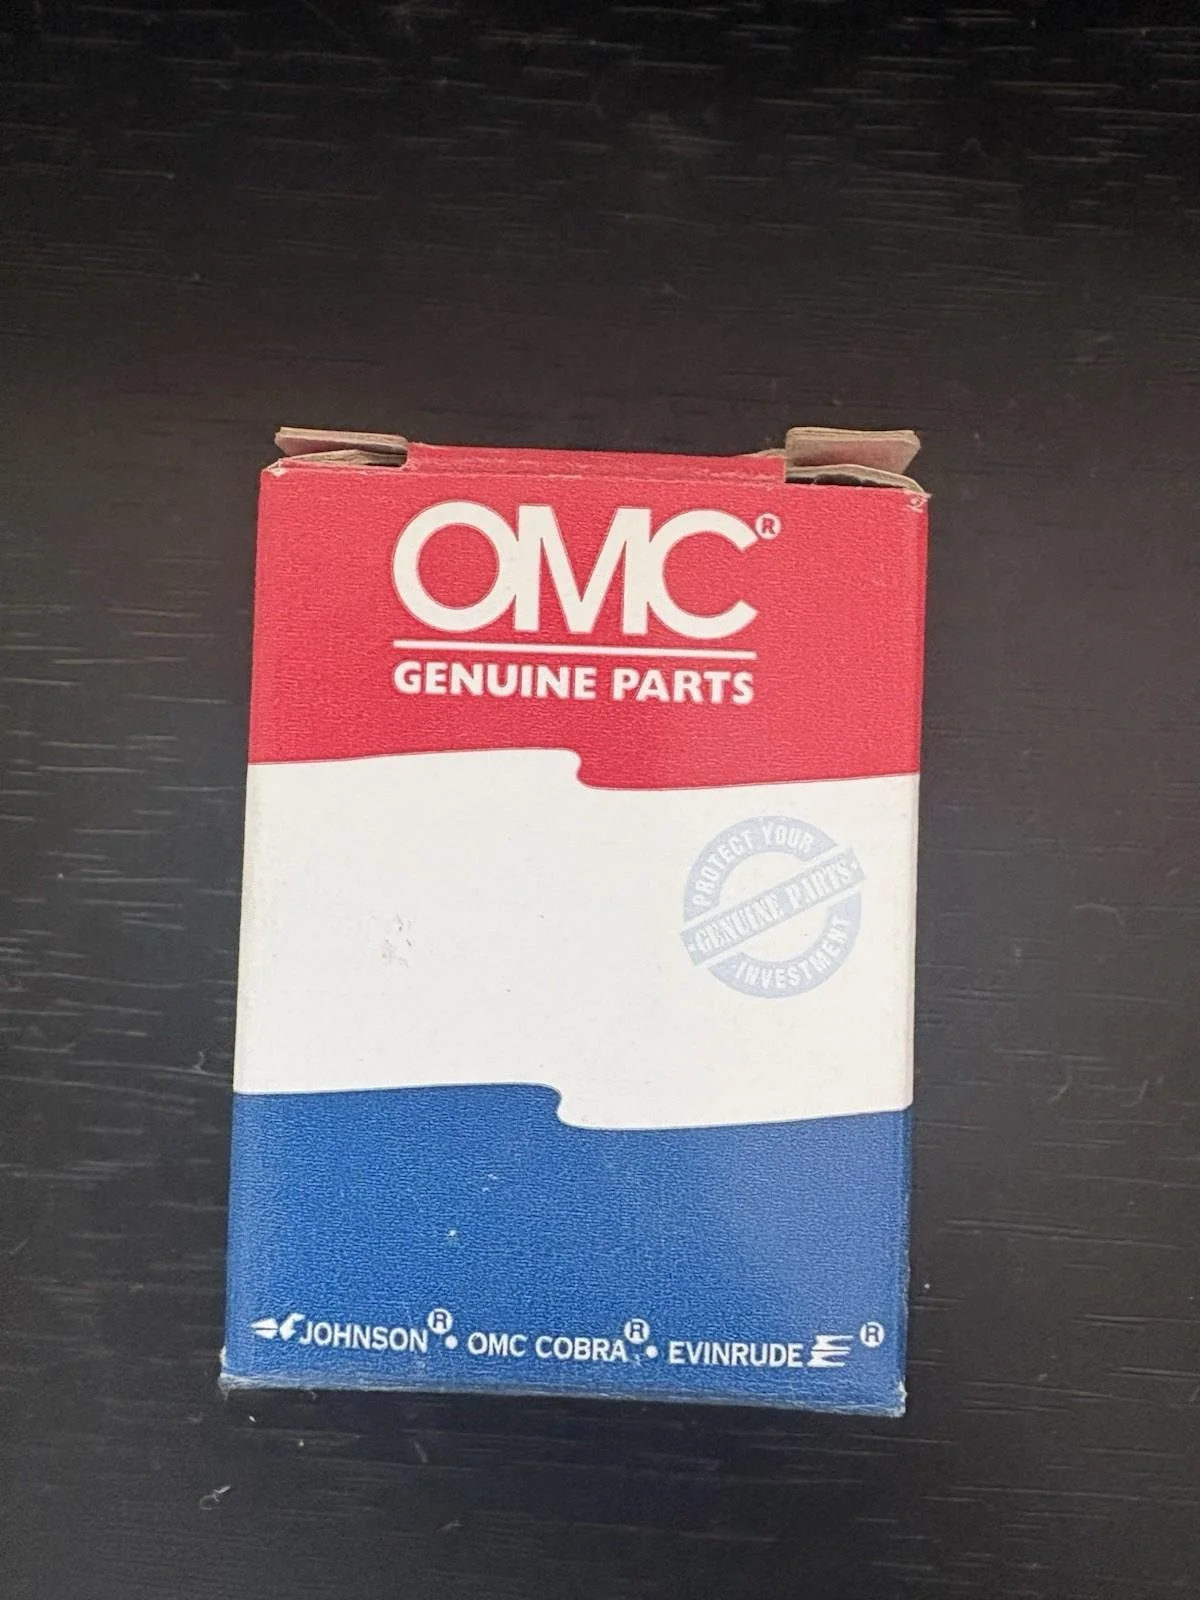 OMC®
GENUINE PARTS
PROTECT YOUR
·GENUINE PARTS·
INVESTMENT
JOHNSON®• OMC COBRA®• EVINRUDE ®